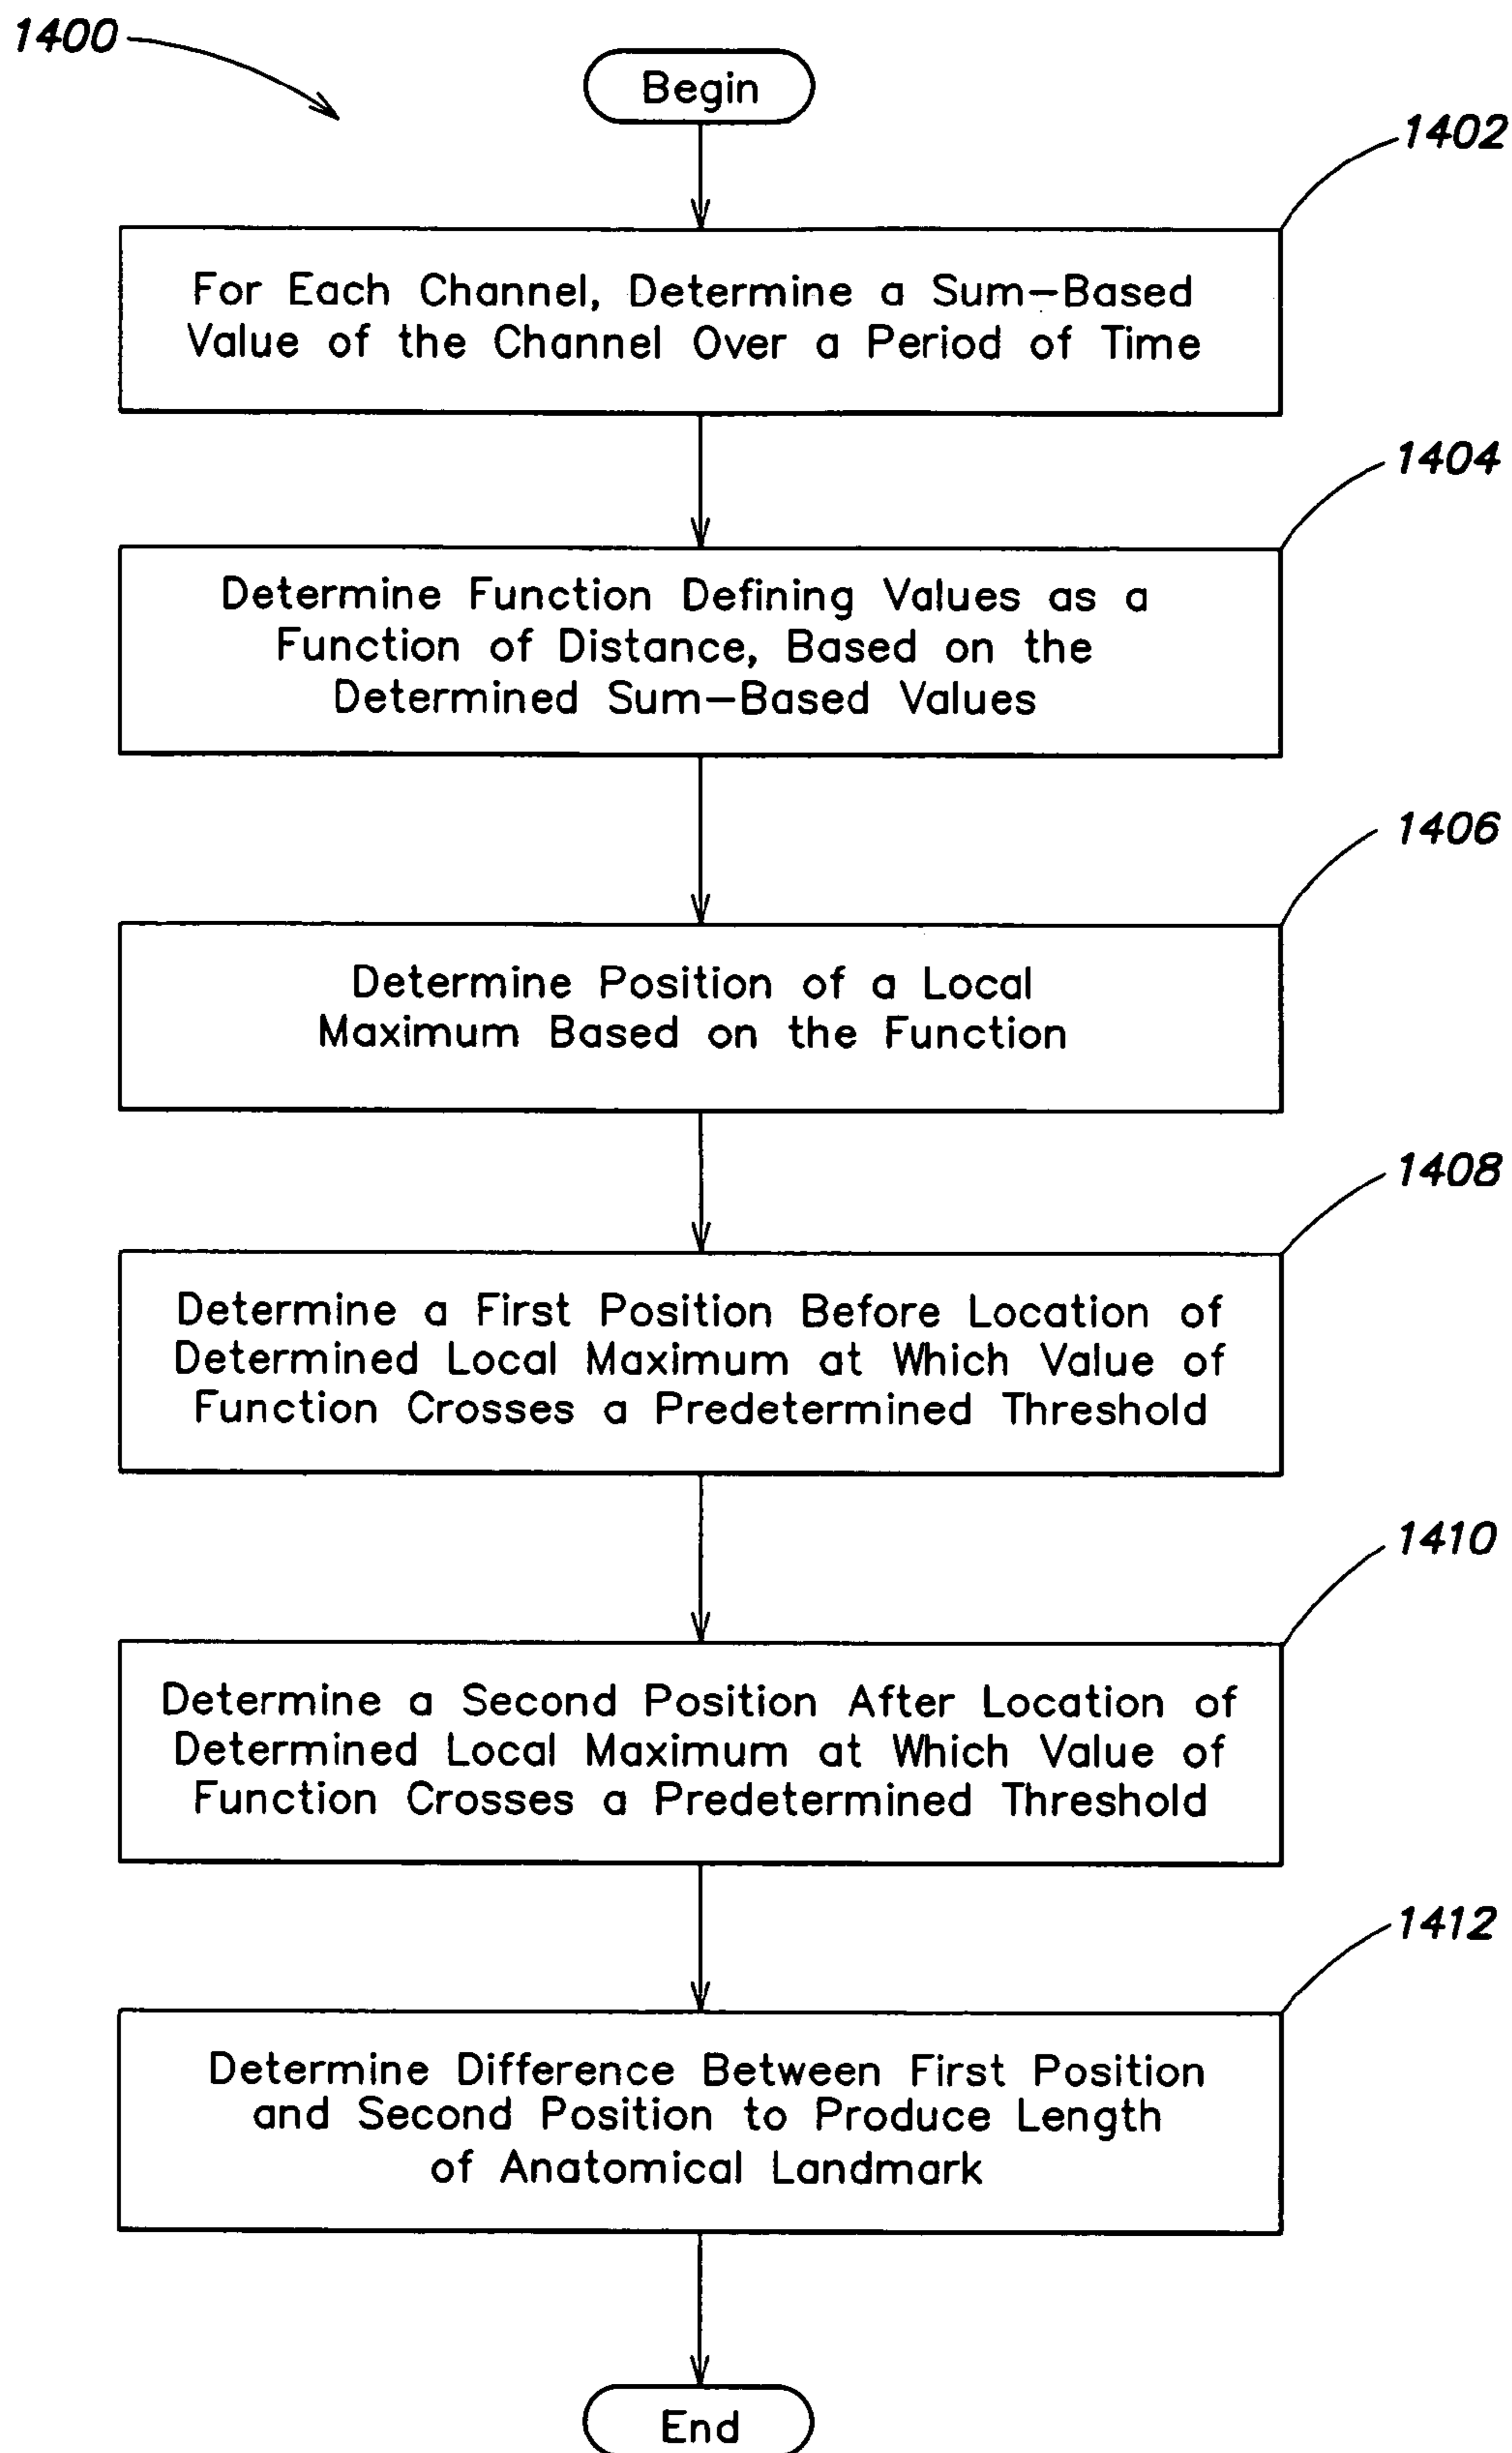 1400
Begin
1402
For Each Channel, Determine a Sum-Based
Value of the Channel Over a Period of Time
1404
Determine Function Defining Values as a
Function of Distance, Based on the
Determined Sum-Based Values
1406
Determine Position of a Local
Maximum Based on the Function
1408
Determine a First Position Before Location of
Determined Local Maximum at Which Value of
Function Crosses a Predetermined Threshold
1410
Determine a Second Position After Location of
Determined Local Maximum at Which Value of
Function Crosses a Predetermined Threshold
1412
Determine Difference Between First Position
and Second Position to Produce Length
of Anatomical Landmark
End